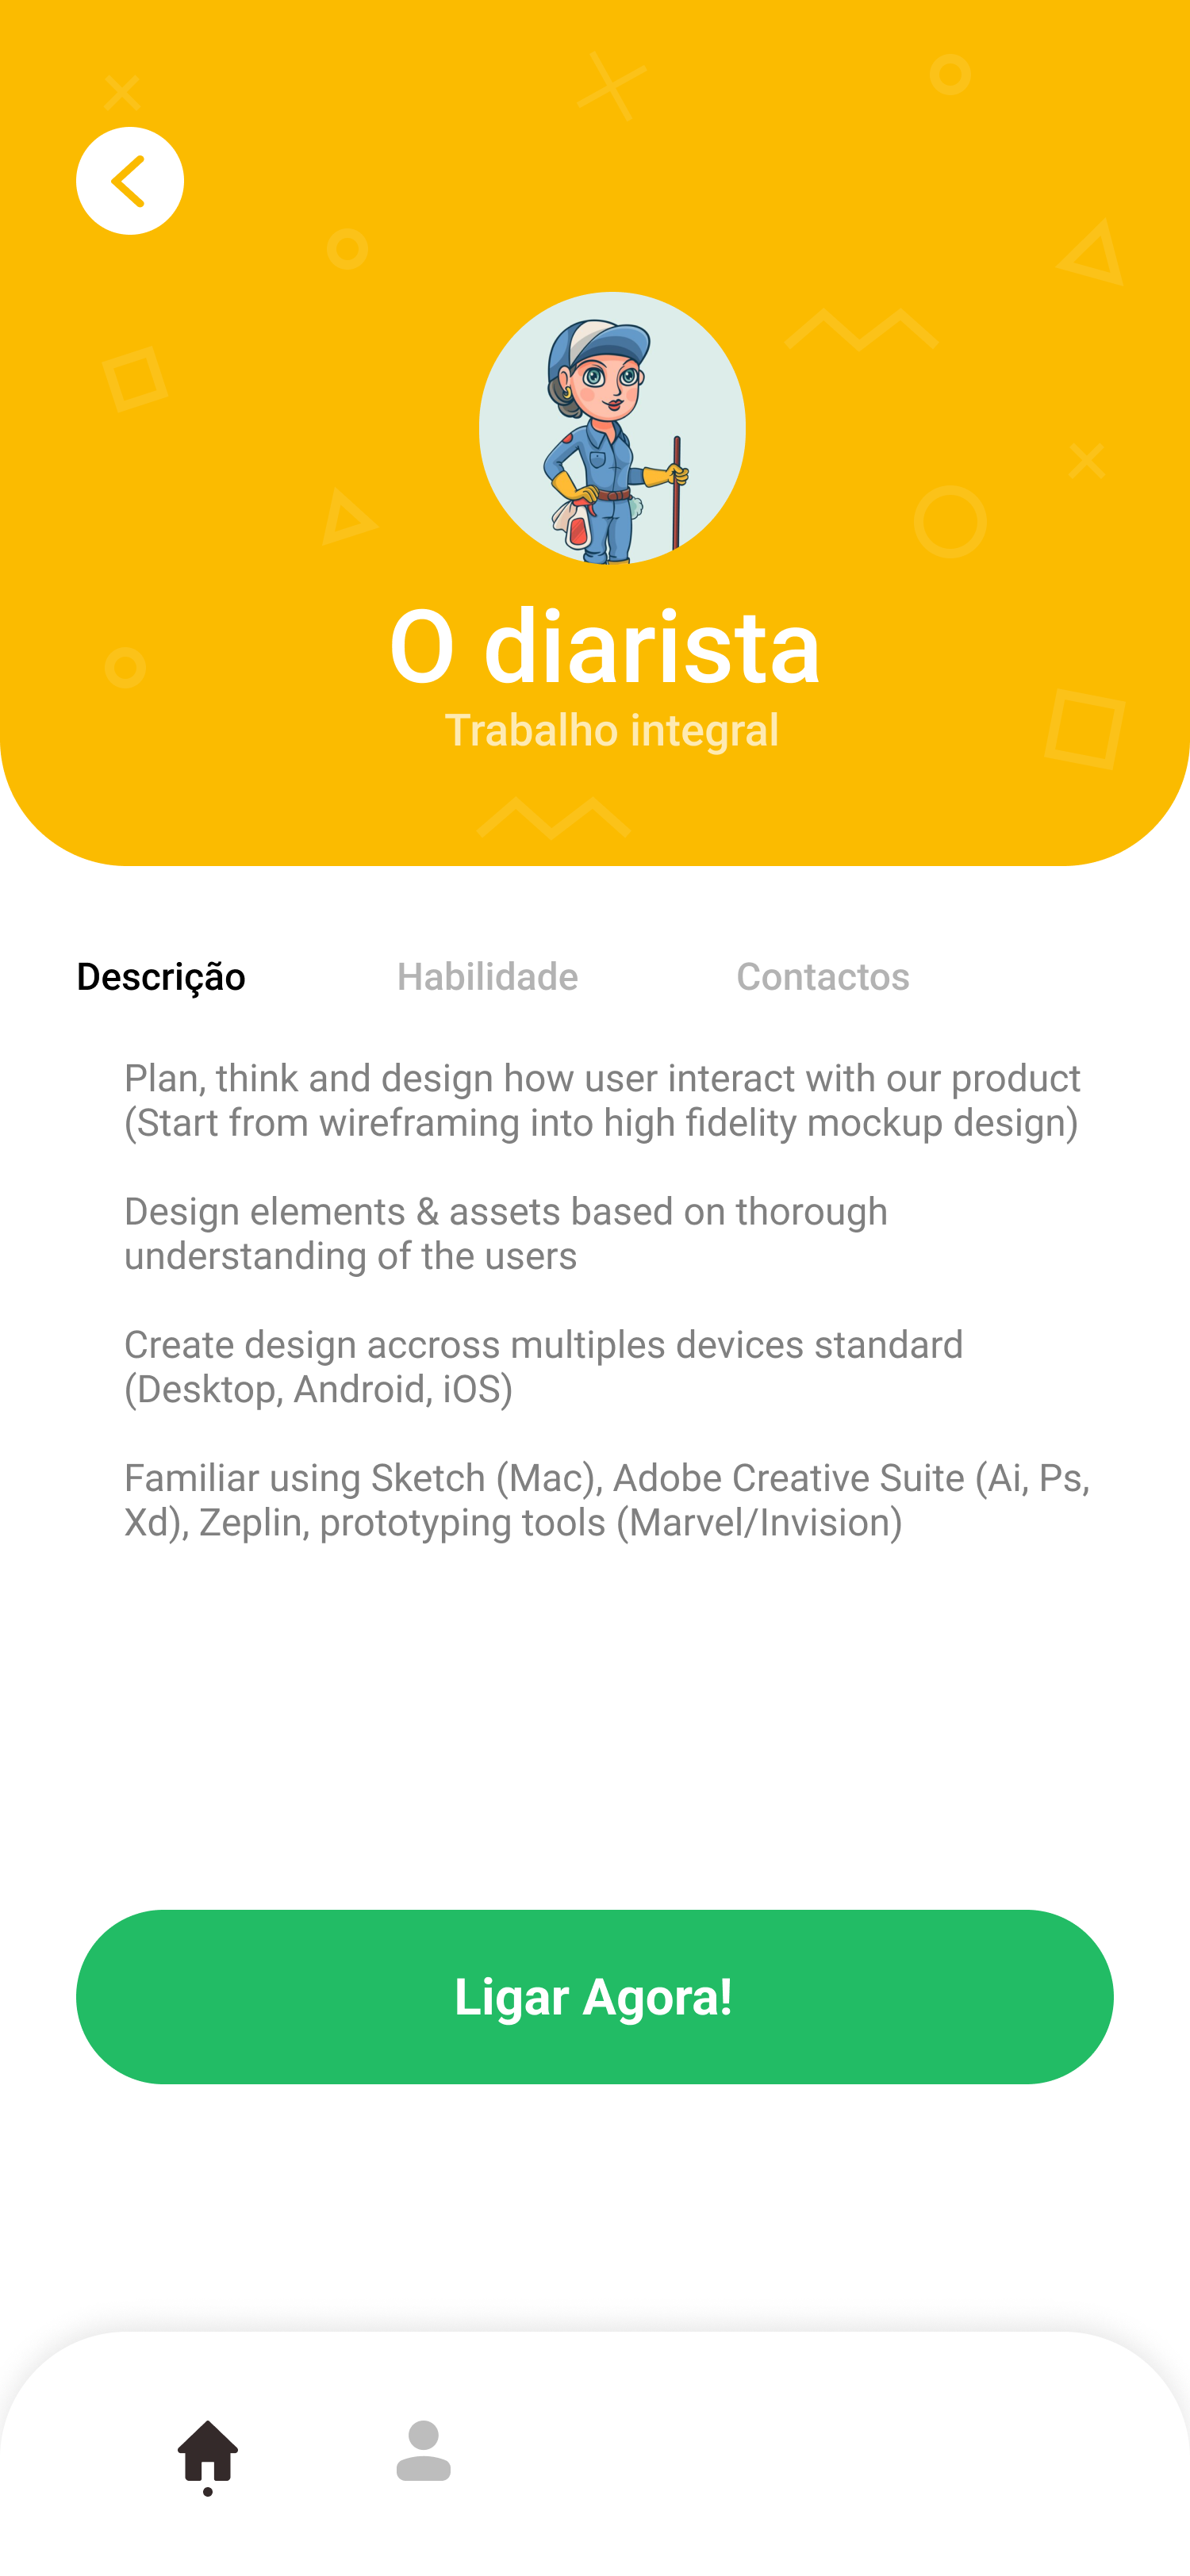 O diarista
Trabalho integral
Descrição
Habilidade
Contactos
Plan, think and design how user interact with our product
(Start from wireframing into high fidelity mockup design)
Design elements & assets based on thorough
understanding of the users
Create design accross multiples devices standard
(Desktop, Android, iOS)
Familiar using Sketch (Mac), Adobe Creative Suite (Ai, Ps,
Xd), Zeplin, prototyping tools (Marvel/Invision)
Ligar Agora!